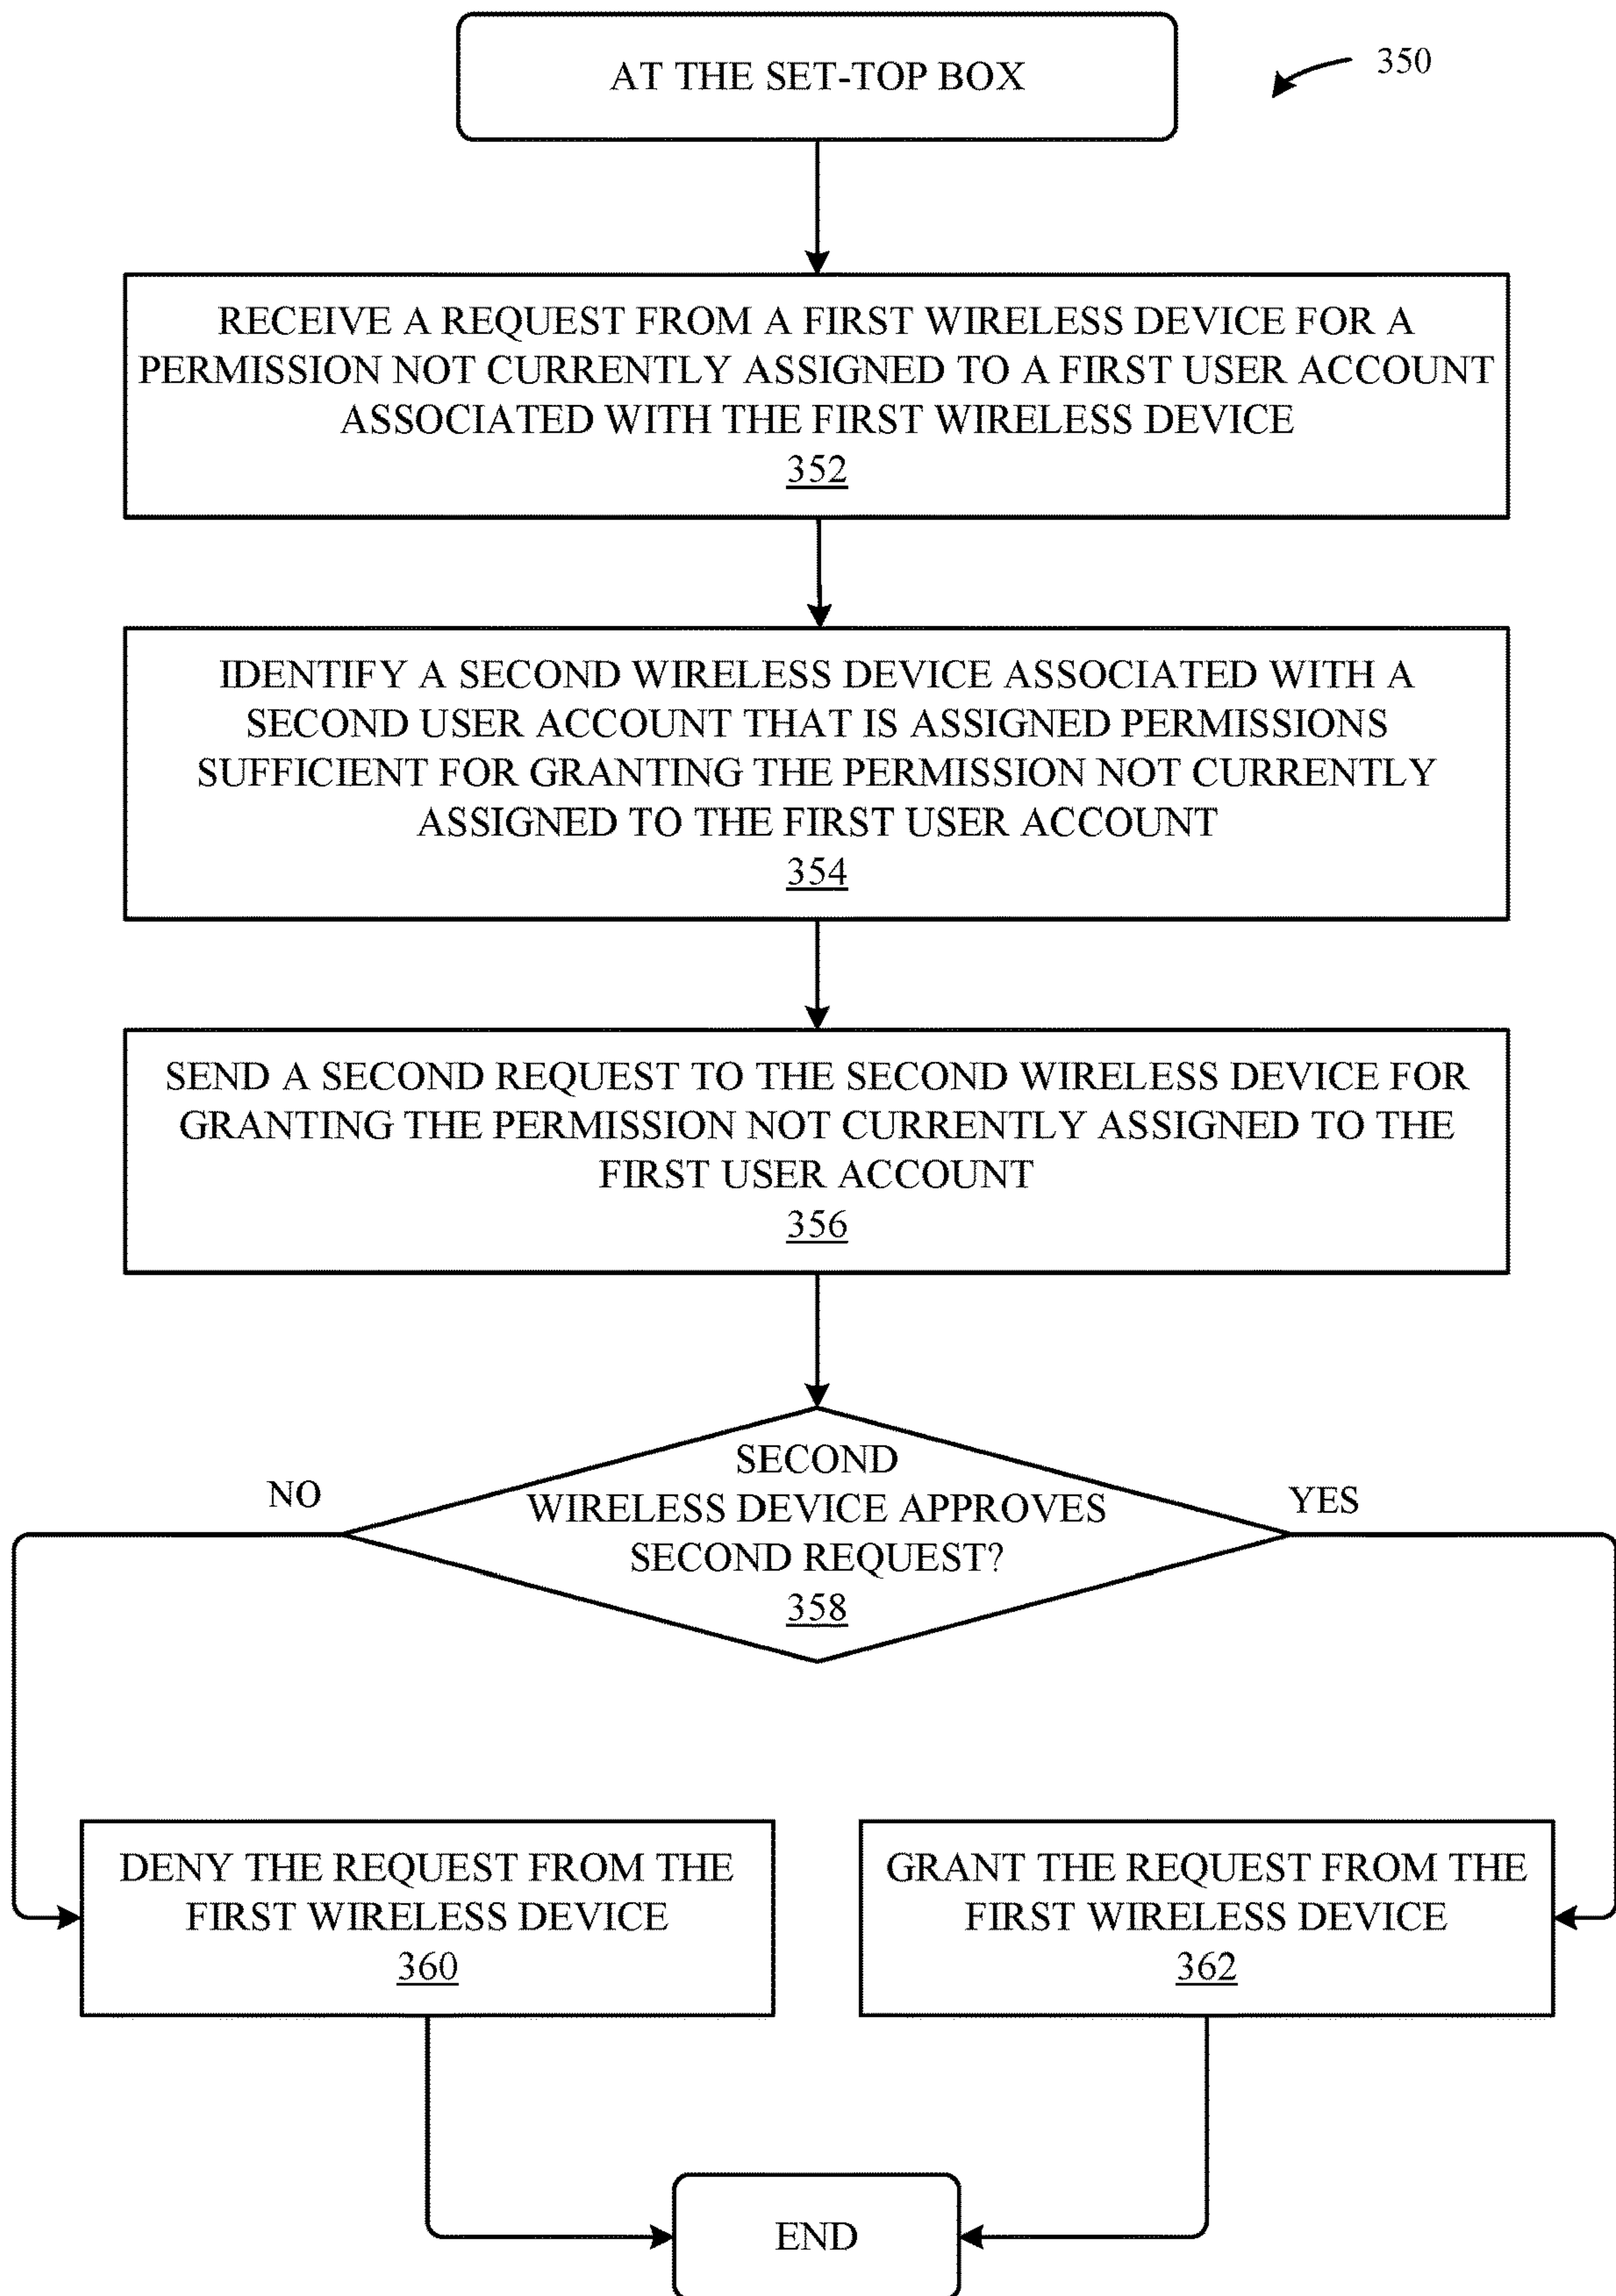 AT THE SET-TOP BOX
350
RECEIVE A REQUEST FROM A FIRST WIRELESS DEVICE FOR A
PERMISSION NOT CURRENTLY ASSIGNED TO A FIRST USER ACCOUNT
ASSOCIATED WITH THE FIRST WIRELESS DEVICE
352
IDENTIFY A SECOND WIRELESS DEVICE ASSOCIATED WITH A
SECOND USER ACCOUNT THAT IS ASSIGNED PERMISSIONS
SUFFICIENT FOR GRANTING THE PERMISSION NOT CURRENTLY
ASSIGNED TO THE FIRST USER ACCOUNT
354
SEND A SECOND REQUEST TO THE SECOND WIRELESS DEVICE FOR
GRANTING THE PERMISSION NOT CURRENTLY ASSIGNED TO THE
FIRST USER ACCOUNT
356
SECOND
WIRELESS DEVICE APPROVES
SECOND REQUEST?
358
NO
YES
DENY THE REQUEST FROM THE
FIRST WIRELESS DEVICE
360
GRANT THE REQUEST FROM THE
FIRST WIRELESS DEVICE
362
END